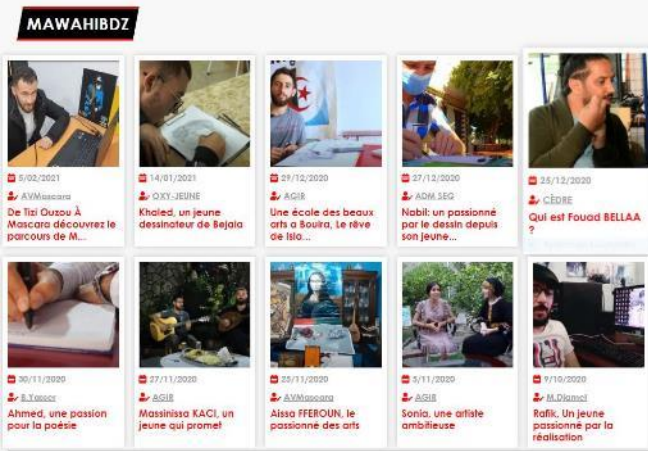 MAWAHIBDZ
5/02/2021
AVMascara
De Tizi Ouzou À
Mascara découvrez le
parcours de M...
14/01/2021
OXY-JEUNE
Khaled, un jeune
dessinateur de Bejaia
29/12/2020
AGIR
Une école des beaux
arts a Bouira, Le rêve
de Isla...
27/12/2020
ADM SEG
Nabil: un passionné
par le dessin depuis
son jeune...
25/12/2020
CÈDRE
Qui est Fouad BELLAA
?
30/11/2020
B.Yasser
Ahmed, une passion
pour la poésie
27/11/2020
AGIR
Massinissa KACI, un
jeune qui promet
25/11/2020
AVMascara
Aissa FFEROUN, le
passionné des arts
5/11/2020
AGIR
Sonia, une artiste
ambitieuse
9/10/2020
M.Djamel
Rafik, Un jeune
passionné par la
réalisation